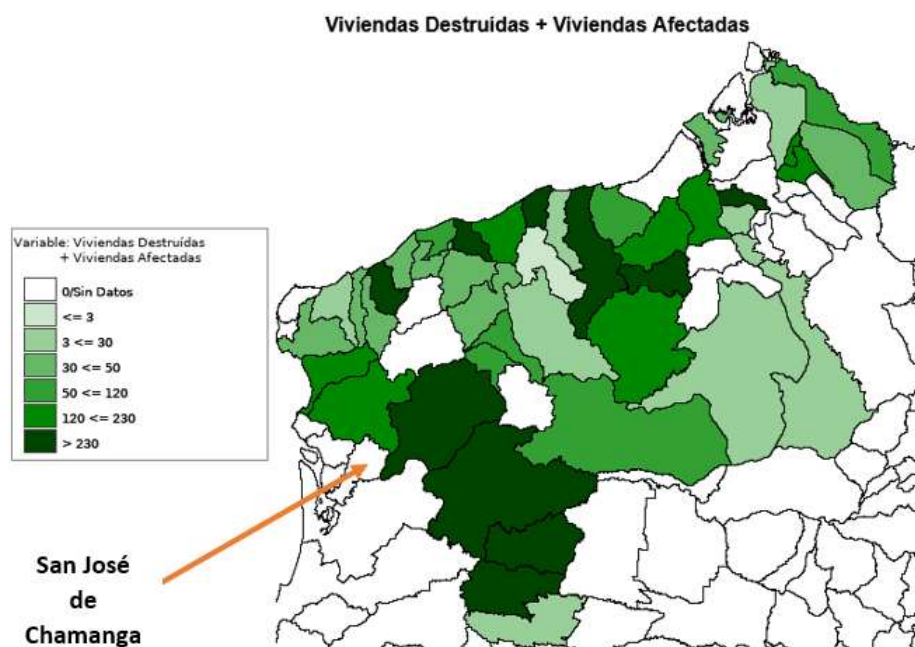 Viviendas Destruídas + Viviendas Afectadas
Variable: Viviendas Destruídas
+ Viviendas Afectadas
0/Sin Datos
<= 3
3 <= 30
30 <= 50
50 <= 120
120 <= 230
> 230
San José
de
Chamanga